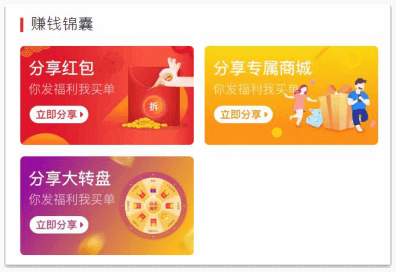 赚钱锦囊
分享红包
你发福利我买单
立即分享
拆
分享专属商城
你发福利我买单
立即分享
分享大转盘
你发福利我买单
立即分享